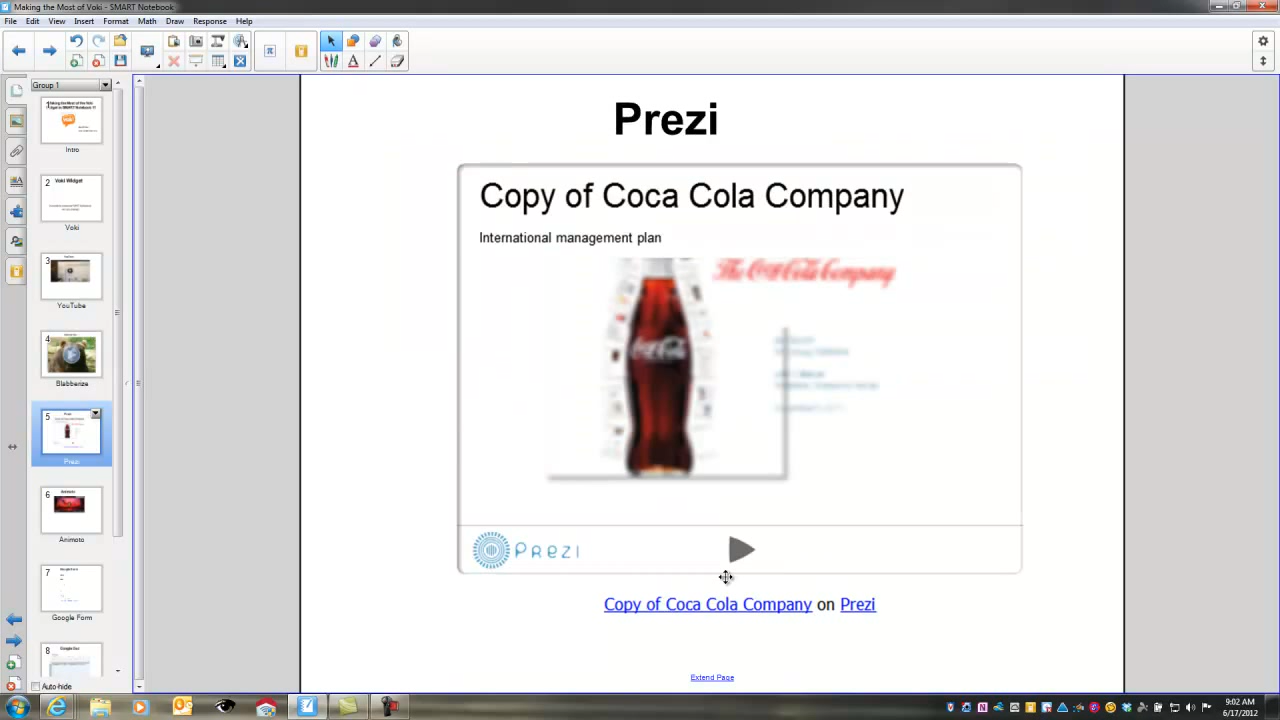 Making the Most of Voki - SMART Notebook
File Edit View Insert Format Math Draw Response Help
Group 1
1
Intro
2
Voki Widget
Voki
3
YouTube
4
Blabberize
5
Prezi
6
Animoto
7
Google Form
8
Auto-hide
Prezi
Copy of Coca Cola Company
International management plan
The Coca-Cola Company
PREZI
Copy of Coca Cola Company on Prezi
Extend Page
9:02 AM
6/17/2012